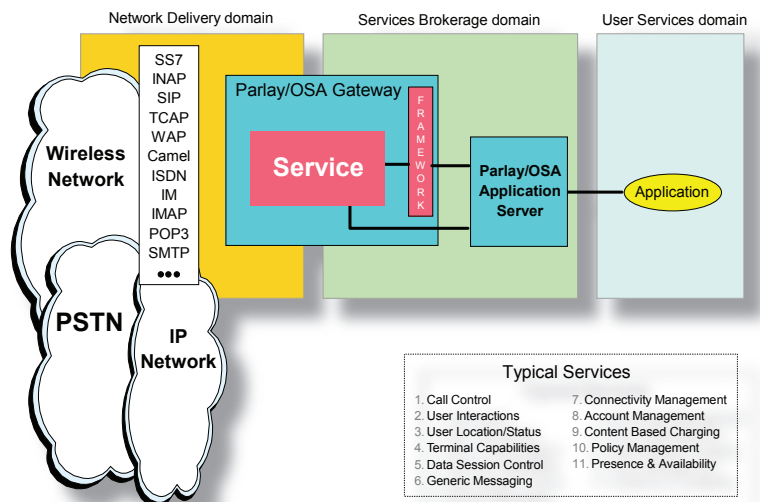 Network Delivery domain
Services Brokerage domain
User Services domain
SS7
INAP
SIP
TCAP
WAP
Camel
ISDN
IM
IMAP
POP3
SMTP
•••
Wireless
Network
PSTN
IP
Network
Parlay/OSA Gateway
Service
FRAMEWORK
Parlay/OSA
Application
Server
Application
Typical Services
1. Call Control
2. User Interactions
3. User Location/Status
4. Terminal Capabilities
5. Data Session Control
6. Generic Messaging
7. Connectivity Management
8. Account Management
9. Content Based Charging
10. Policy Management
11. Presence & Availability